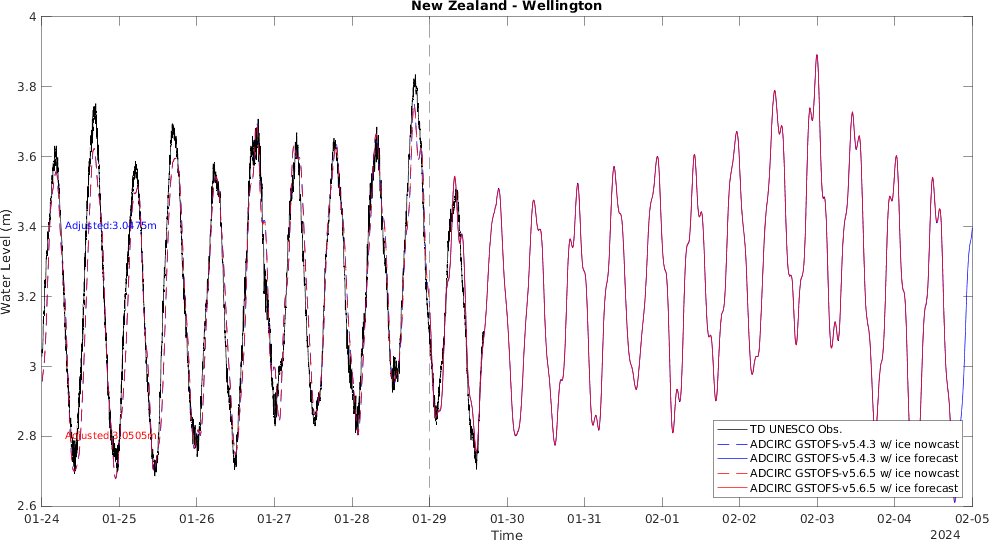 New Zealand - Wellington
4
3.8
3.6
3.4
3.2
3
2.8
2.6
Water Level (m)
Adjusted:3.0475m
Adjusted:3.0505m
TD UNESCO Obs.
ADCIRC GSTOFS-v5.4.3 w/ ice nowcast
ADCIRC GSTOFS-v5.4.3 w/ ice forecast
ADCIRC GSTOFS-v5.6.5 w/ ice nowcast
ADCIRC GSTOFS-v5.6.5 w/ ice forecast
01-24 01-25 01-26 01-27 01-28 01-29 01-30 01-31 02-01 02-02 02-03 02-04 02-05
Time
2024